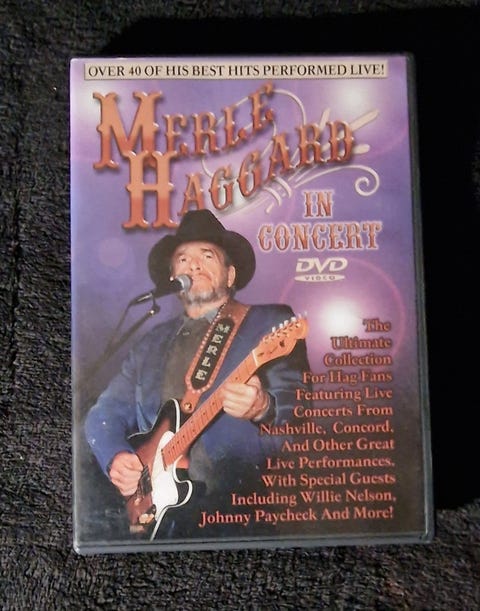 OVER 40 OF HIS BEST HITS PERFORMED LIVE!
MERLE
HAGGARD
IN
CONCERT
DVD
VIDEO
MERLE
The
Ultimate
Collection
For Hag Fans
Featuring Live
Concerts From
Nashville, Concord,
And Other Great
Live Performances.
With Special Guests
Including Willie Nelson,
Johnny Paycheck And More!